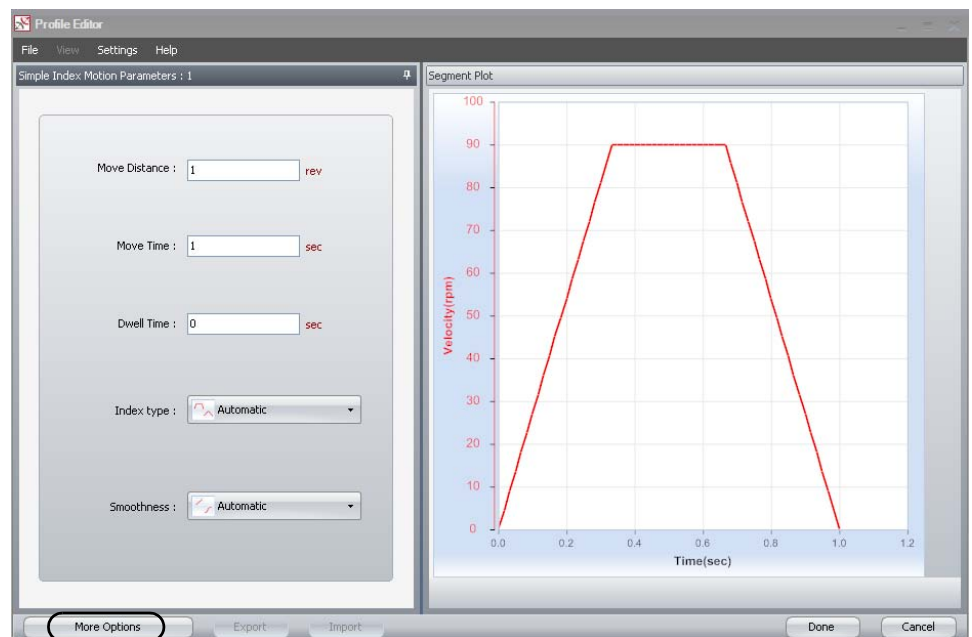 Profile Editor
File View Settings Help
Simple Index Motion Parameters : 1
Move Distance : 1 rev
Move Time : 1 sec
Dwell Time : 0 sec
Index type : Automatic
Smoothness : Automatic
Segment Plot
100
90
80
70
60
50
40
30
20
10
0
Velocity(rpm)
0.0 0.2 0.4 0.6 0.8 1.0 1.2
Time(sec)
More Options Export Import Done Cancel